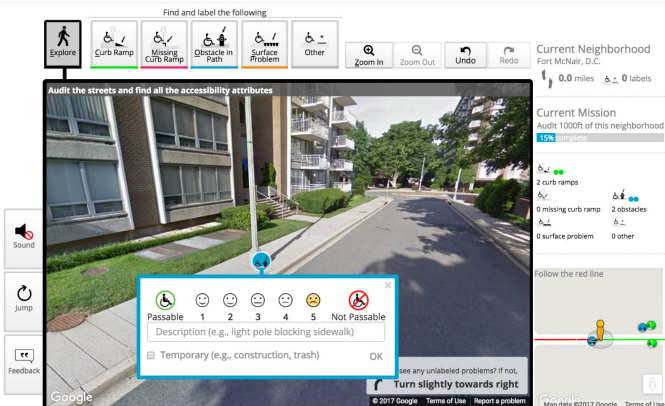 Find and label the following
Explore
Curb Ramp
Missing
Curb Ramp
Obstacle in
Path
Surface
Problem
Other
Zoom In
Zoom Out
Undo
Redo
Current Neighborhood
Fort McNair, D.C.
0.0 miles
0 labels
Audit the streets and find all the accessibility attributes
Current Mission
Audit 1000ft of this neighborhood
15% complete
2 curb ramps
0 missing curb ramp
2 obstacles
0 surface problem
0 other
Sound
Jump
Feedback
Follow the red line
×
Passable
1
2
3
4
5
Not Passable
Description (e.g., light pole blocking sidewalk)
Temporary (e.g., construction, trash)
OK
see any unlabeled problems? If not,
Turn slightly towards right
Google
© 2017 Google
Terms of Use
Report a problem
Google
Map data ©2017 Google
Terms of Use